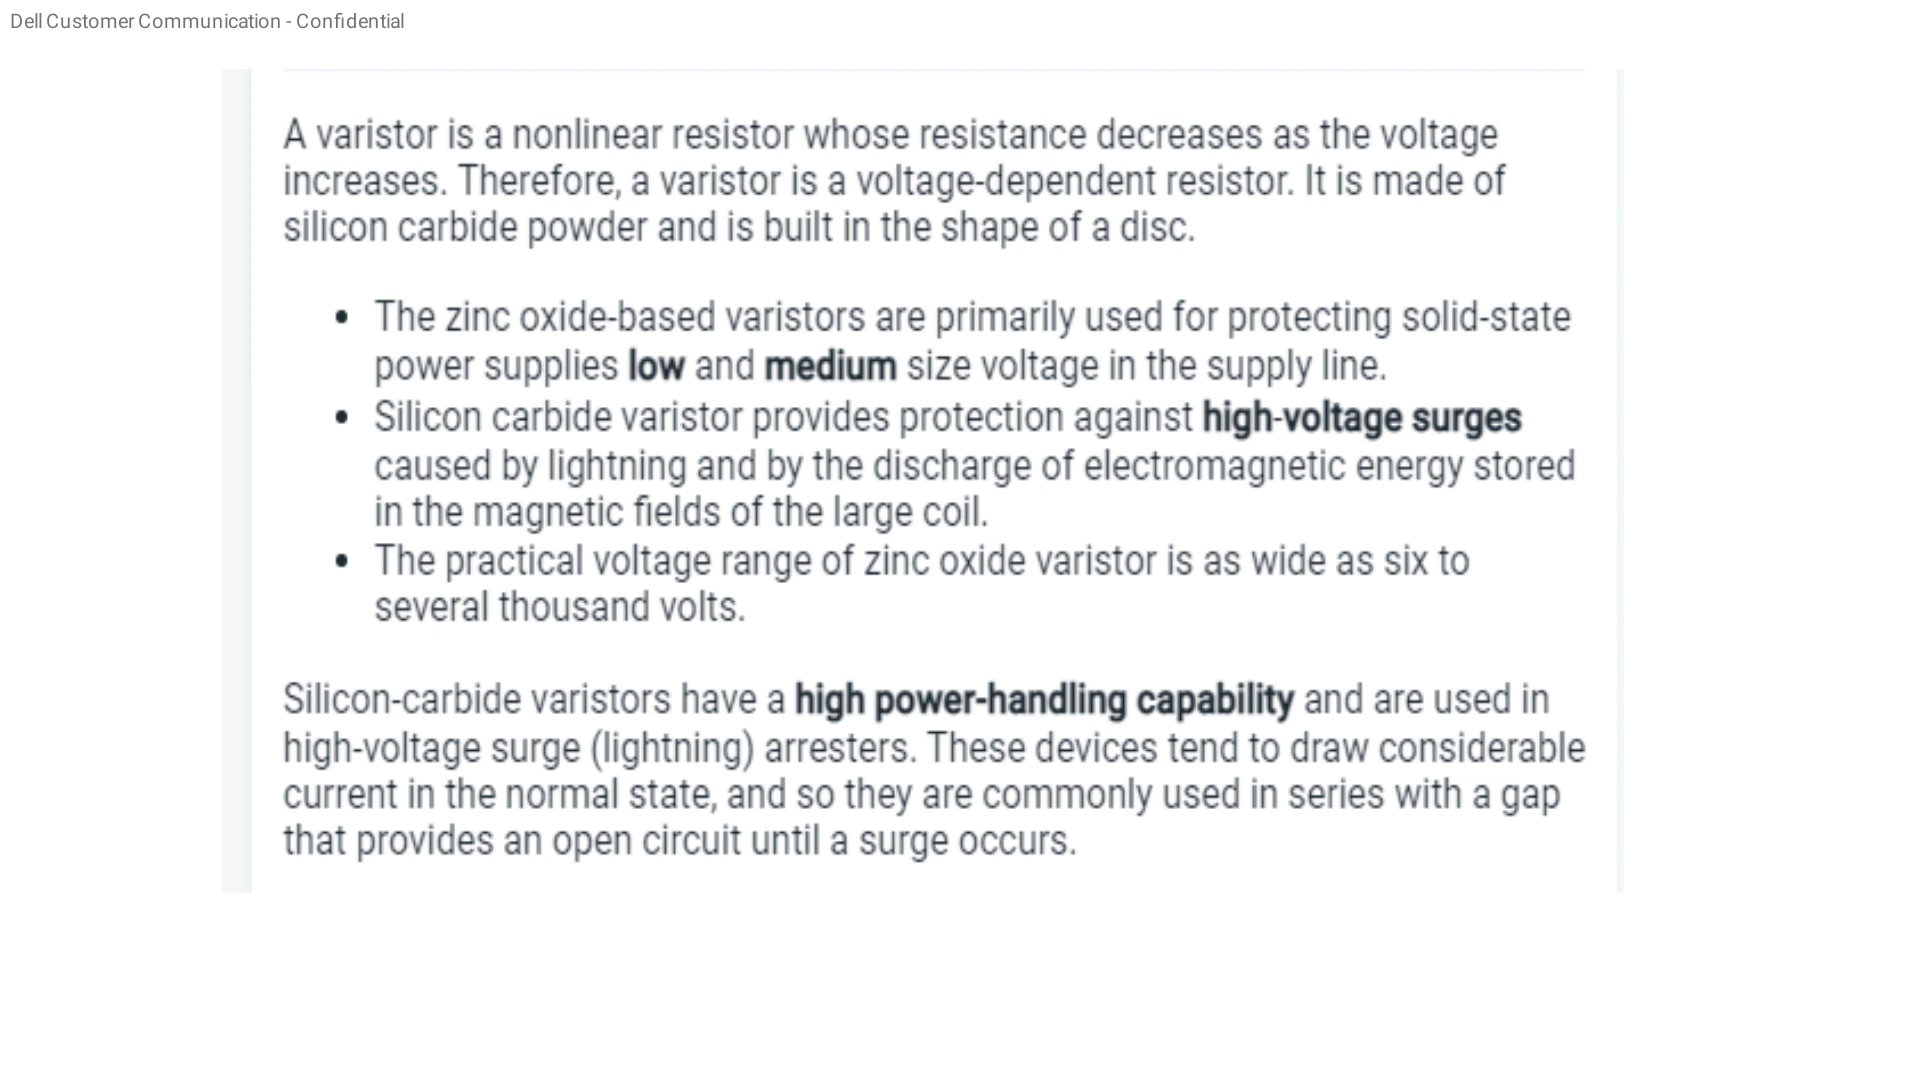 Dell Customer Communication - Confidential
A varistor is a nonlinear resistor whose resistance decreases as the voltage
increases. Therefore, a varistor is a voltage-dependent resistor. It is made of
silicon carbide powder and is built in the shape of a disc.
• The zinc oxide-based varistors are primarily used for protecting solid-state
power supplies low and medium size voltage in the supply line.
• Silicon carbide varistor provides protection against high-voltage surges
caused by lightning and by the discharge of electromagnetic energy stored
in the magnetic fields of the large coil.
• The practical voltage range of zinc oxide varistor is as wide as six to
several thousand volts.
Silicon-carbide varistors have a high power-handling capability and are used in
high-voltage surge (lightning) arresters. These devices tend to draw considerable
current in the normal state, and so they are commonly used in series with a gap
that provides an open circuit until a surge occurs.